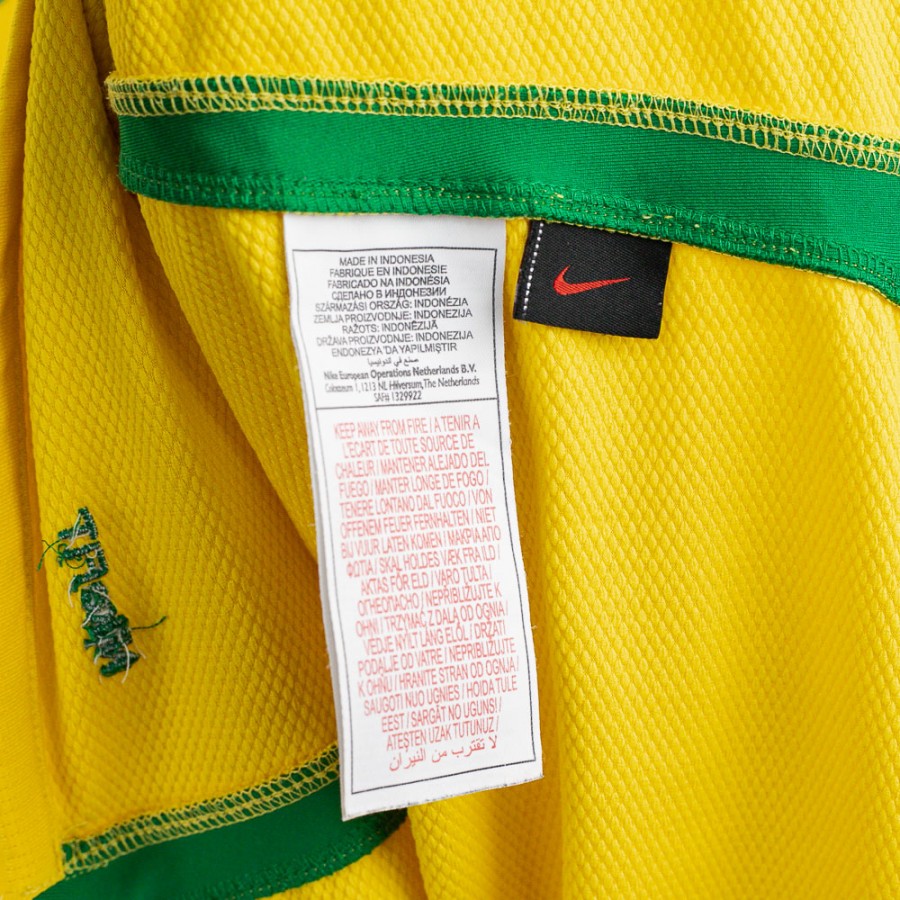 MADE IN INDONESIA
FABRIQUE EN INDONESIE
FABRICADO NA INDONÉSIA
СДЕЛАНО В ИНДОНЕЗИИ
SZÁRMAZÁSI ORSZÁG: INDONÉZIA
ZEMLJA PROIZVODNJE: INDONEZIJA
RAŽOTS: INDONĒZIJĀ
DRŽAVA PROIZVODNJE: INDONEZIJA
ENDONEZYA'DA YAPILMIŞTIR
صنع في اندونيسيا
Nike European Operations Netherlands B.V.
Colosseum 1, 1213 NL Hilversum, The Netherlands
SAF# 1329922
KEEP AWAY FROM FIRE / A TENIR A
L'ECART DE TOUTE SOURCE DE
CHALEUR / MANTENER ALEJADO DEL
FUEGO / MANTER LONGE DE FOGO /
TENERE LONTANO DAL FUOCO / VON
OFFENEM FEUER FERNHALTEN / NIET
BIJ VUUR LATEN KOMEN / ΜΑΚΡΙΑ ΑΠΟ
ΦΩΤΙΑ / SKAL HOLDES VÆK FRA ILD /
AKTAS FÖR ELD / VARO TULTA /
ОГНЕОПАСНО / NEPŘIBLIŽUJTE K
OHNI / TRZYMAĆ Z DALA OD OGNIA /
VEDJE NYÍLT LÁNG ELŐL / DRŽATI
PODALJE OD VATRE / NEPRIBLIŽUJTE
K OHŇU / HRANITE STRAN OD OGNJA /
SAUGOTI NUO UGNIES / HOIDA TULE
EEST / SARGĀT NO UGUNS! /
ATEŞTEN UZAK TUTUNUZ /
لا تقترب من النيران